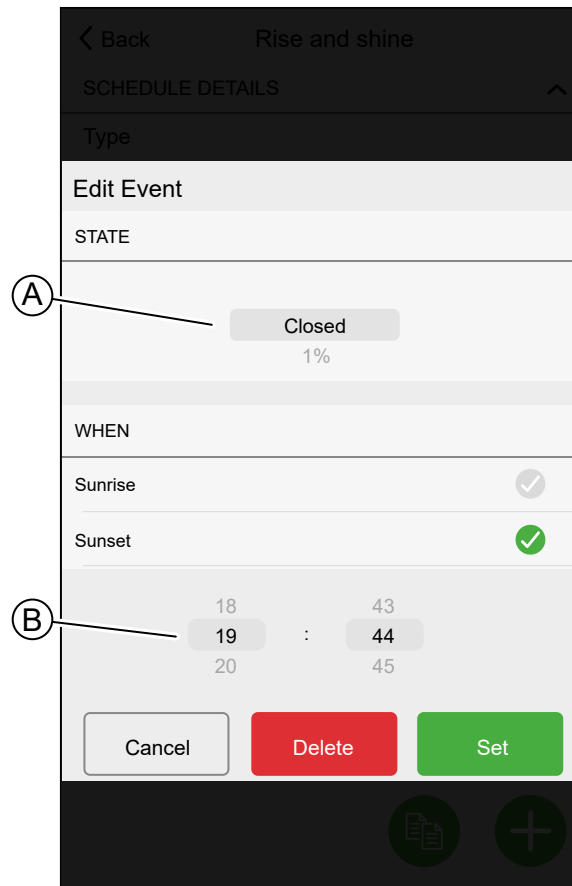 Back Rise and shine
SCHEDULE DETAILS
Type
Edit Event
STATE
A
Closed
1%
WHEN
Sunrise
Sunset
18 43
B
19 : 44
20 45
Cancel Delete Set